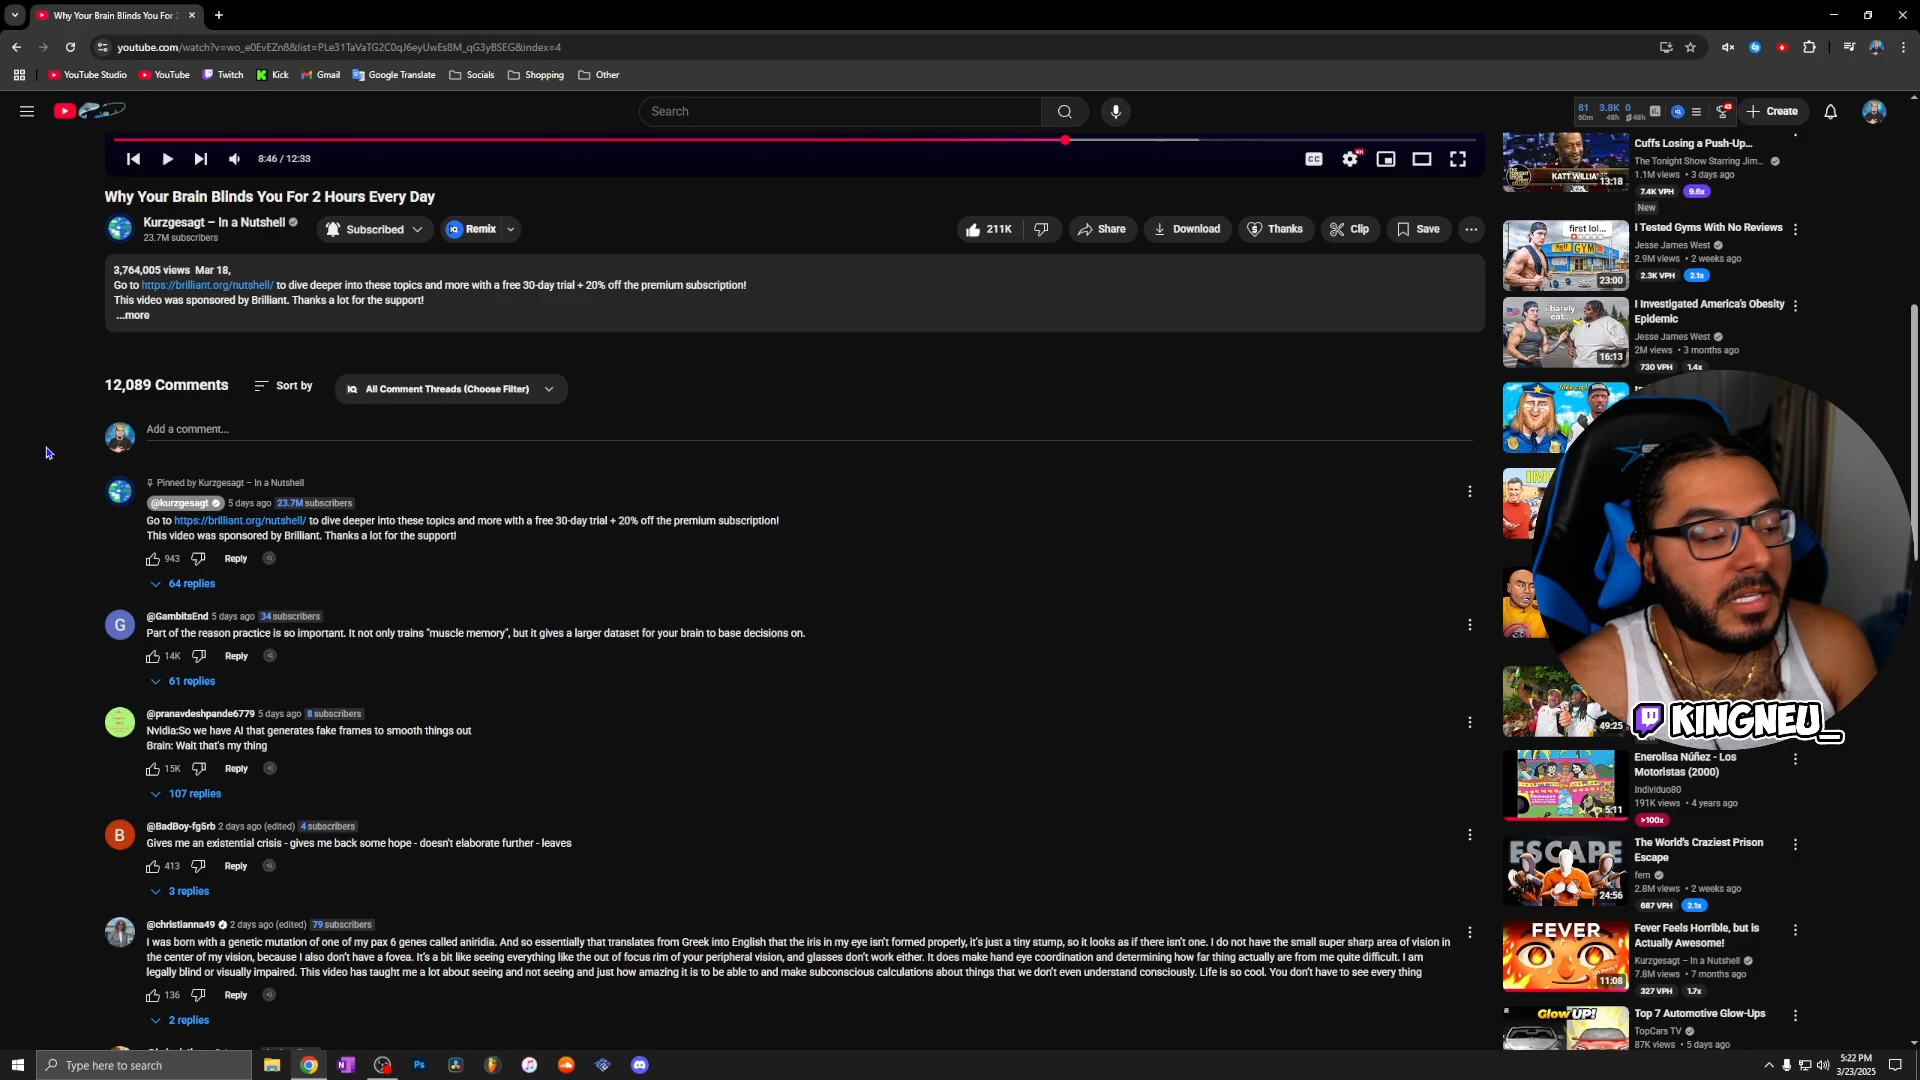 Why Your Brain Blinds You For 2
youtube.com/watch?v=wo_e0EvEZn8&list=PLe31TaVaTG2C0qJ6eyUwEs8M_qG3yBSEG&index=4
YouTube Studio
YouTube
Twitch
Kick
Gmail
Google Translate
Socials
Shopping
Other
Search
81 3.8K 0
60m 48h 48h
43
Create
8:46 / 12:33
CC
Why Your Brain Blinds You For 2 Hours Every Day
Kurzgesagt – In a Nutshell
23.7M subscribers
Subscribed
Remix
211K
Share
Download
Thanks
Clip
Save
3,764,005 views Mar 18,
Go to https://brilliant.org/nutshell/ to dive deeper into these topics and more with a free 30-day trial + 20% off the premium subscription!
This video was sponsored by Brilliant. Thanks a lot for the support!
...more
12,089 Comments
Sort by
All Comment Threads (Choose Filter)
Add a comment...
Pinned by Kurzgesagt – In a Nutshell
@kurzgesagt 5 days ago 23.7M subscribers
Go to https://brilliant.org/nutshell/ to dive deeper into these topics and more with a free 30-day trial + 20% off the premium subscription!
This video was sponsored by Brilliant. Thanks a lot for the support!
943
Reply
64 replies
G
@GambitsEnd 5 days ago 34 subscribers
Part of the reason practice is so important. It not only trains "muscle memory", but it gives a larger dataset for your brain to base decisions on.
14K
Reply
61 replies
@pranavdeshpande6779 5 days ago 8 subscribers
Nvidia:So we have AI that generates fake frames to smooth things out
Brain: Wait that's my thing
15K
Reply
107 replies
B
@BadBoy-fg5rb 2 days ago (edited) 4 subscribers
Gives me an existential crisis - gives me back some hope - doesn't elaborate further - leaves
413
Reply
3 replies
@christianna49 2 days ago (edited) 79 subscribers
I was born with a genetic mutation of one of my pax 6 genes called aniridia. And so essentially that translates from Greek into English that the iris in my eye isn't formed properly, it's just a tiny stump, so it looks as if there isn't one. I do not have the small super sharp area of vision in
the center of my vision, because I also don't have a fovea. It's a bit like seeing everything like the out of focus rim of your peripheral vision, and glasses don't work either. It does make hand eye coordination and determining how far thing actually are from me quite difficult. I am
legally blind or visually impaired. This video has taught me a lot about seeing and not seeing and just how amazing it is to be able to and make subconscious calculations about things that we don't even understand consciously. Life is so cool. You don't have to see every thing
136
Reply
2 replies
KATT WILLIA
13:18
Cuffs Losing a Push-Up...
The Tonight Show Starring Jim...
1.1M views • 3 days ago
7.4K VPH 9.6x
New
first lol...
GYM
23:00
I Tested Gyms With No Reviews
Jesse James West
2.9M views • 2 weeks ago
2.3K VPH 2.1x
i barely eat...
16:13
I Investigated America's Obesity
Epidemic
Jesse James West
2M views • 3 months ago
730 VPH 1.4x
49:25
KINGNEU_
5:11
Enerolisa Núñez - Los
Motoristas (2000)
Individuo80
191K views • 4 years ago
>100x
ESCAPE
24:56
The World's Craziest Prison
Escape
fern
2.8M views • 2 weeks ago
687 VPH 2.1x
FEVER
11:08
Fever Feels Horrible, but is
Actually Awesome!
Kurzgesagt – In a Nutshell
7.8M views • 7 months ago
327 VPH 1.7x
Glow UP!
Top 7 Automotive Glow-Ups
TopCars TV
87K views • 5 days ago
Type here to search
5:22 PM
3/23/2025